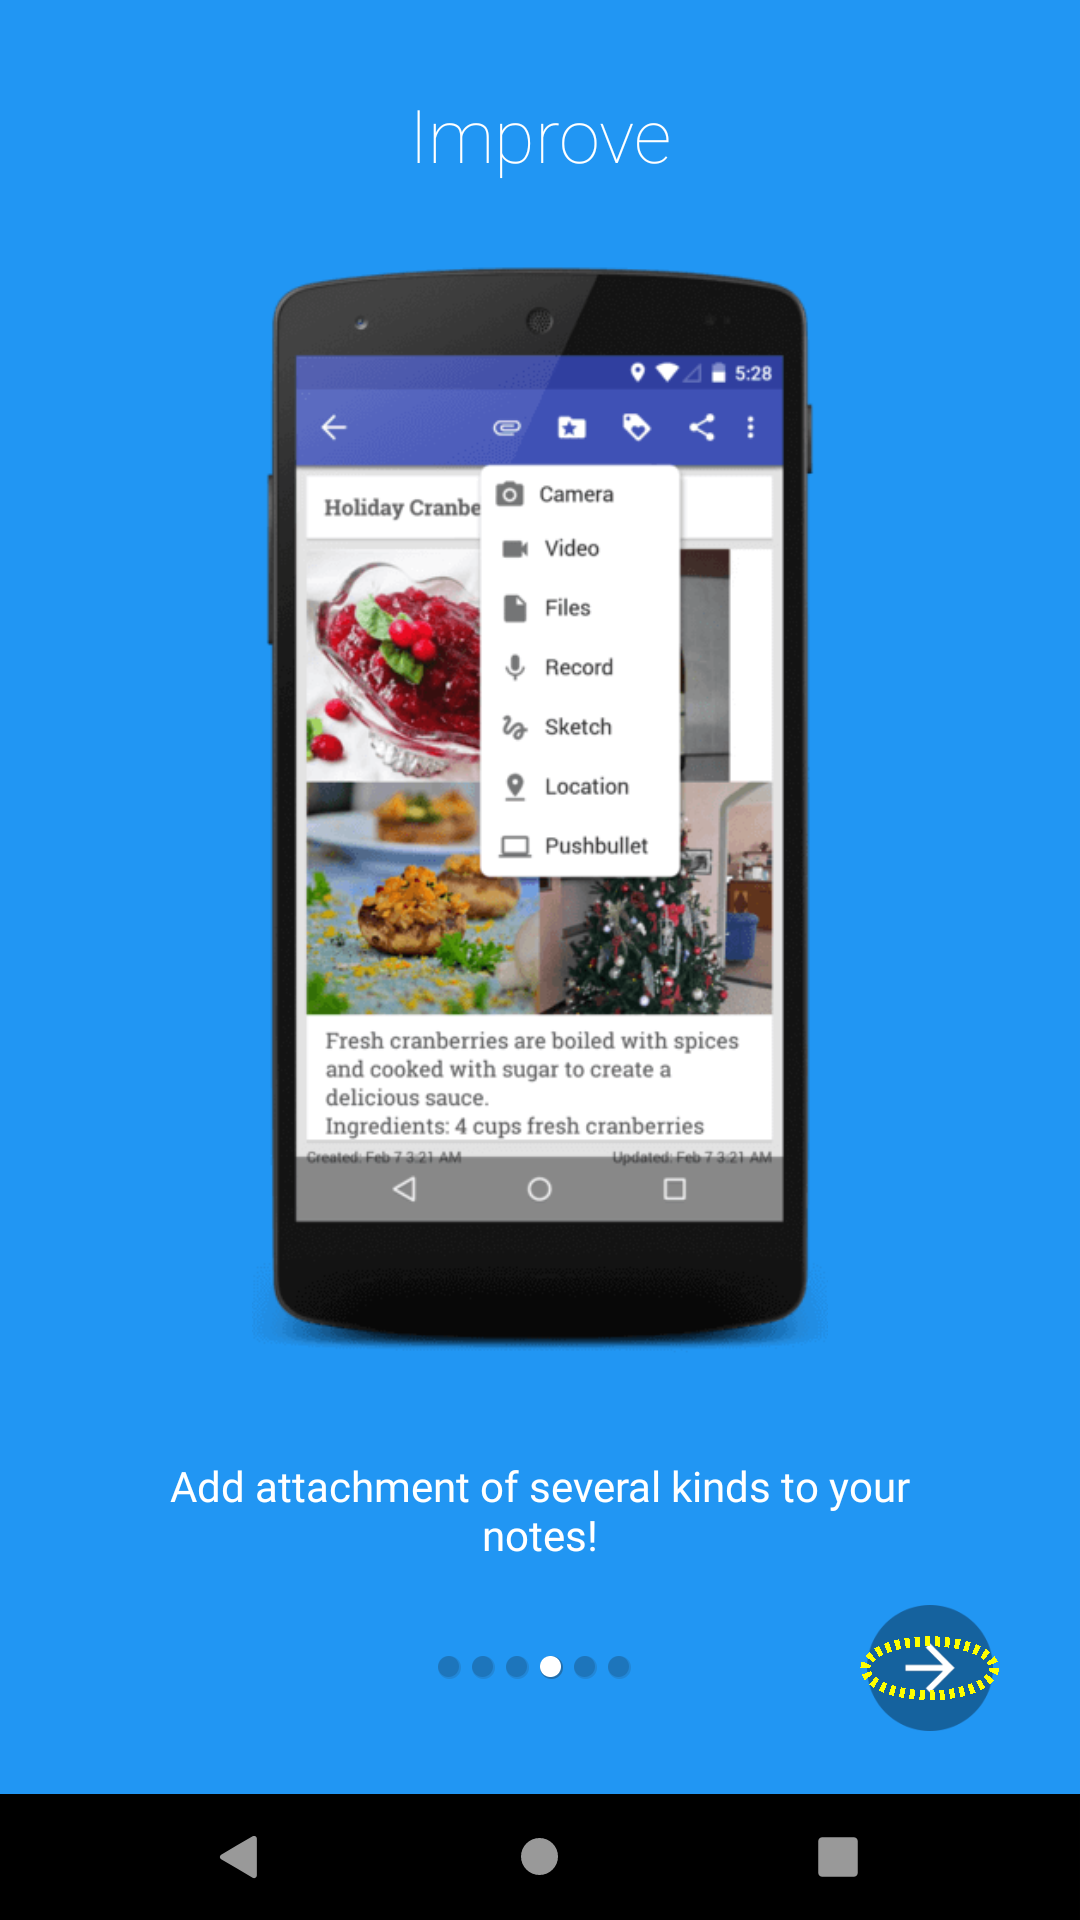 Improve
5:28
Holiday Cranbe
Camera
Video
Files
Record
Sketch
Location
Pushbullet
Fresh cranberries are boiled with spices
and cooked with sugar to create a
delicious sauce.
Ingredients: 4 cups fresh cranberries
Created: Feb 7 3:21 AM
Updated: Feb 7 3:21 AM
Add attachment of several kinds to your
notes!